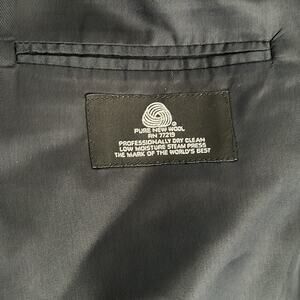 PURE NEW WOOL
RN 77219
PROFESSIONALLY DRY CLEAN
LOW MOISTURE STEAM PRESS
THE MARK OF THE WORLD'S BEST